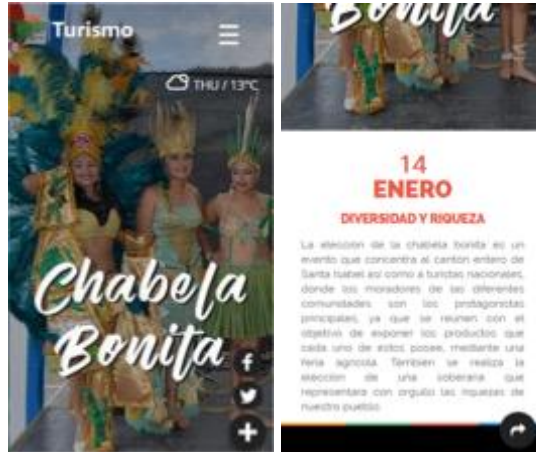 Turismo
THU / 13°C
Chabela
Bonita
Bonita
14
ENERO
DIVERSIDAD Y RIQUEZA
La eleccion de la chabela bonita es un
evento que concentra al cantón entero de
Santa Isabel asi como a turistas nacionales,
donde los moradores de las diferentes
comunidades son los protagonistas
principales, ya que se reunen con el
objetivo de exponer los productos que
cada uno de estos posee, mediante una
feria agricola. Tambien se realiza la
eleccion de una soberana que
representara con orgullo las riquezas de
nuestro pueblo.